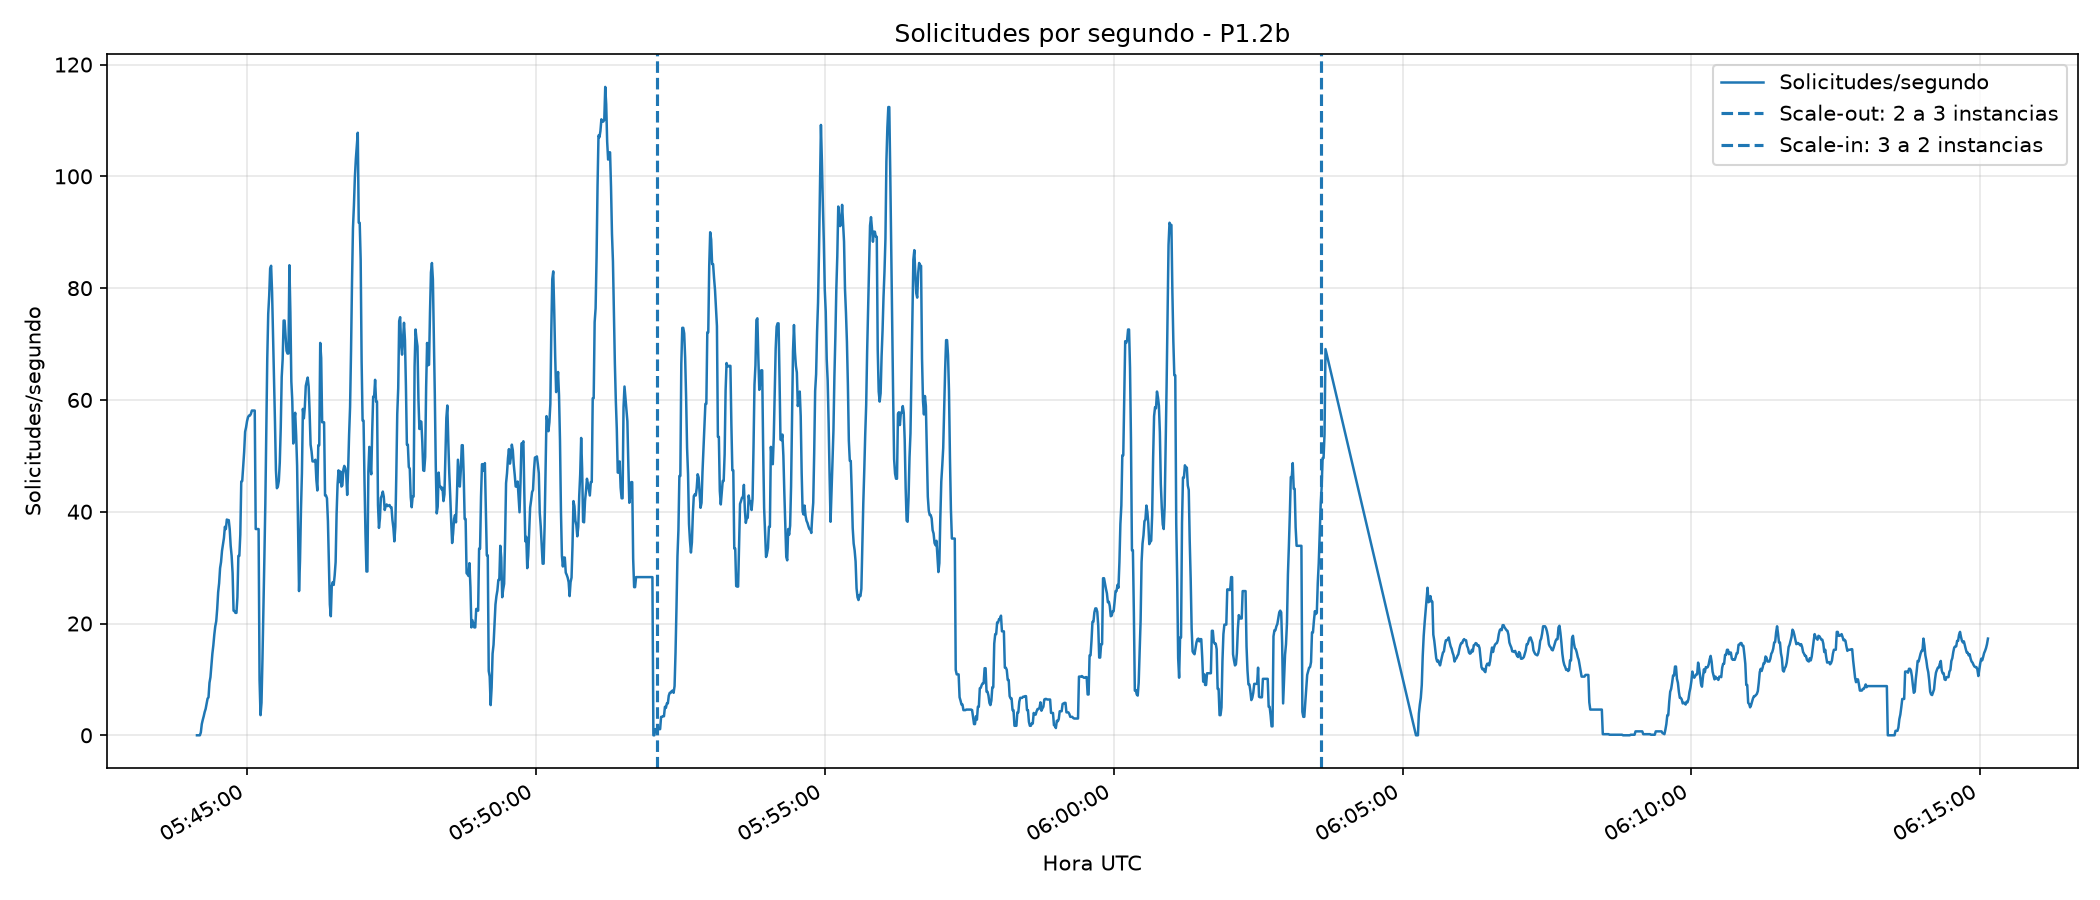 Solicitudes por segundo - P1.2b
Solicitudes/segundo
Scale-out: 2 a 3 instancias
Scale-in: 3 a 2 instancias
Solicitudes/segundo
120
100
80
60
40
20
0
05:45:00
05:50:00
05:55:00
06:00:00
06:05:00
06:10:00
06:15:00
Hora UTC